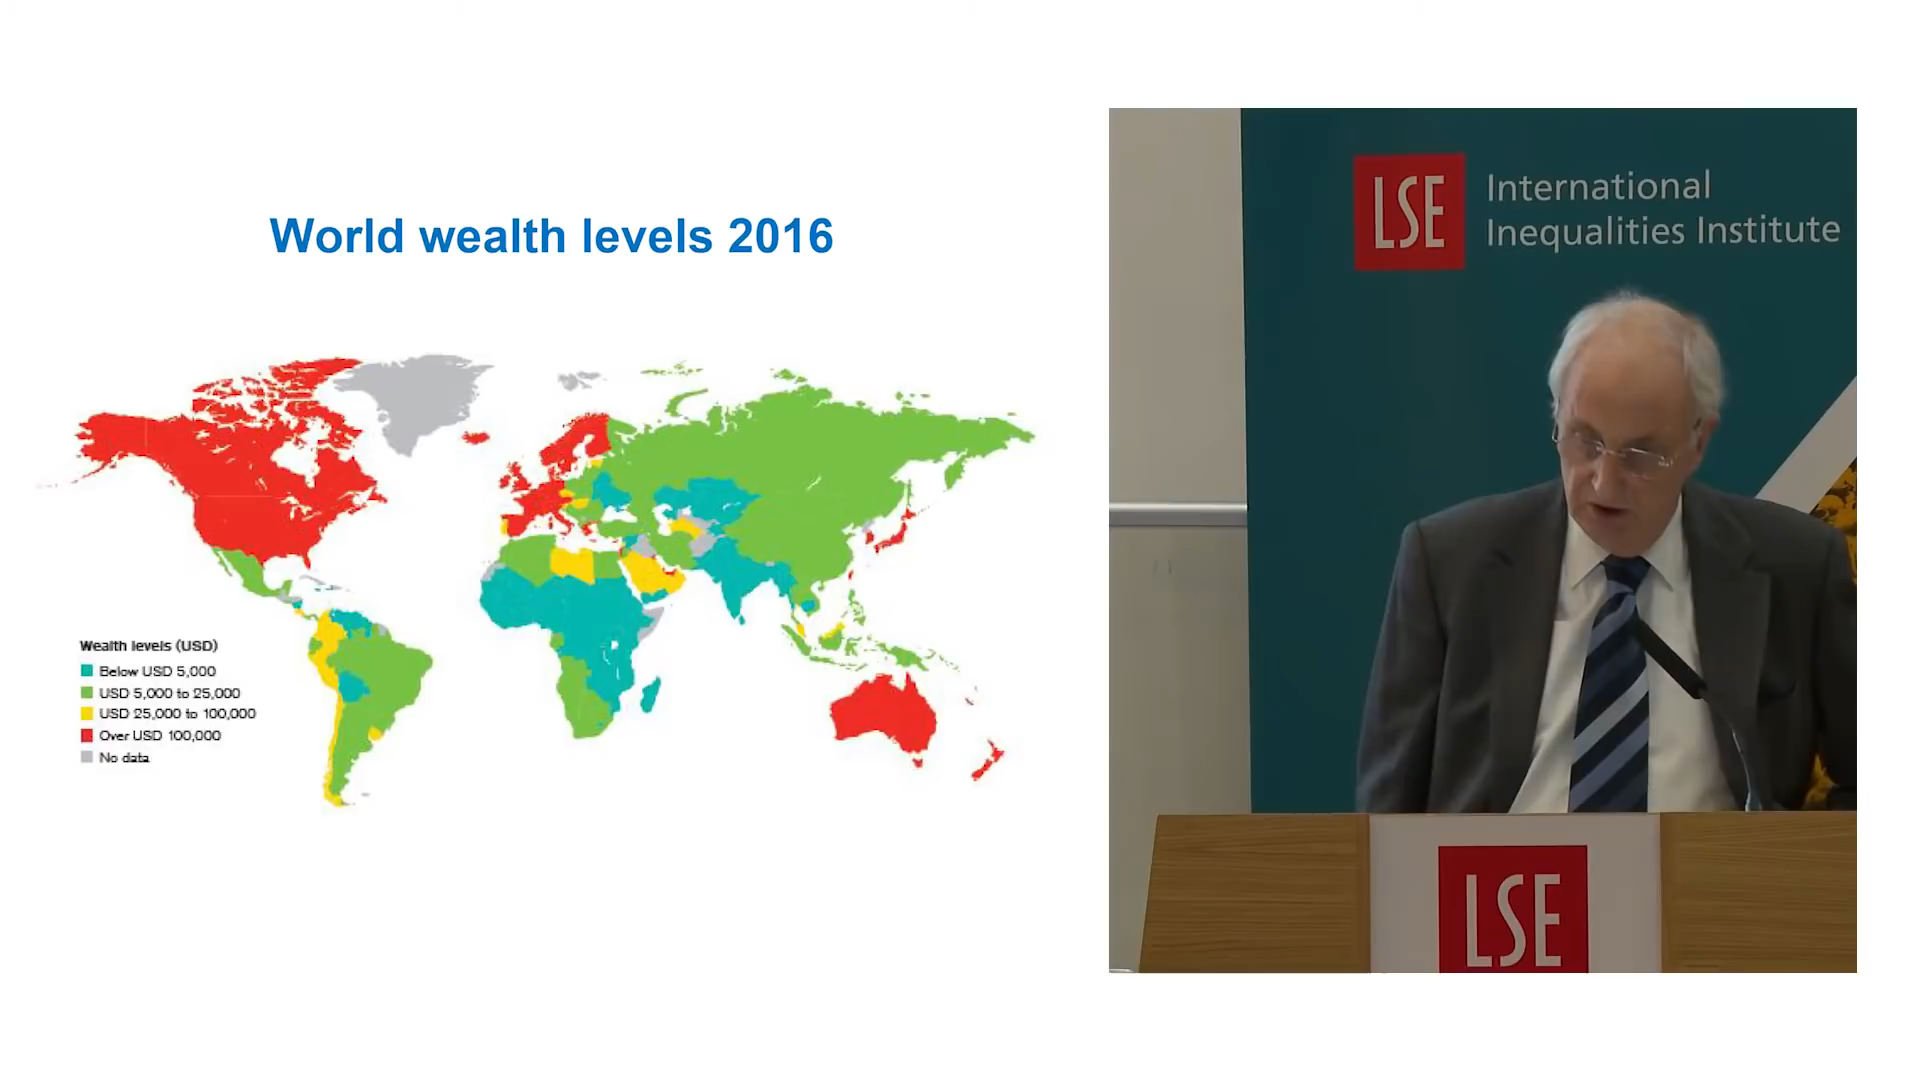 World wealth levels 2016
Wealth levels (USD)
Below USD 5,000
USD 5,000 to 25,000
USD 25,000 to 100,000
Over USD 100,000
No data
LSE
International
Inequalities Institute
LSE